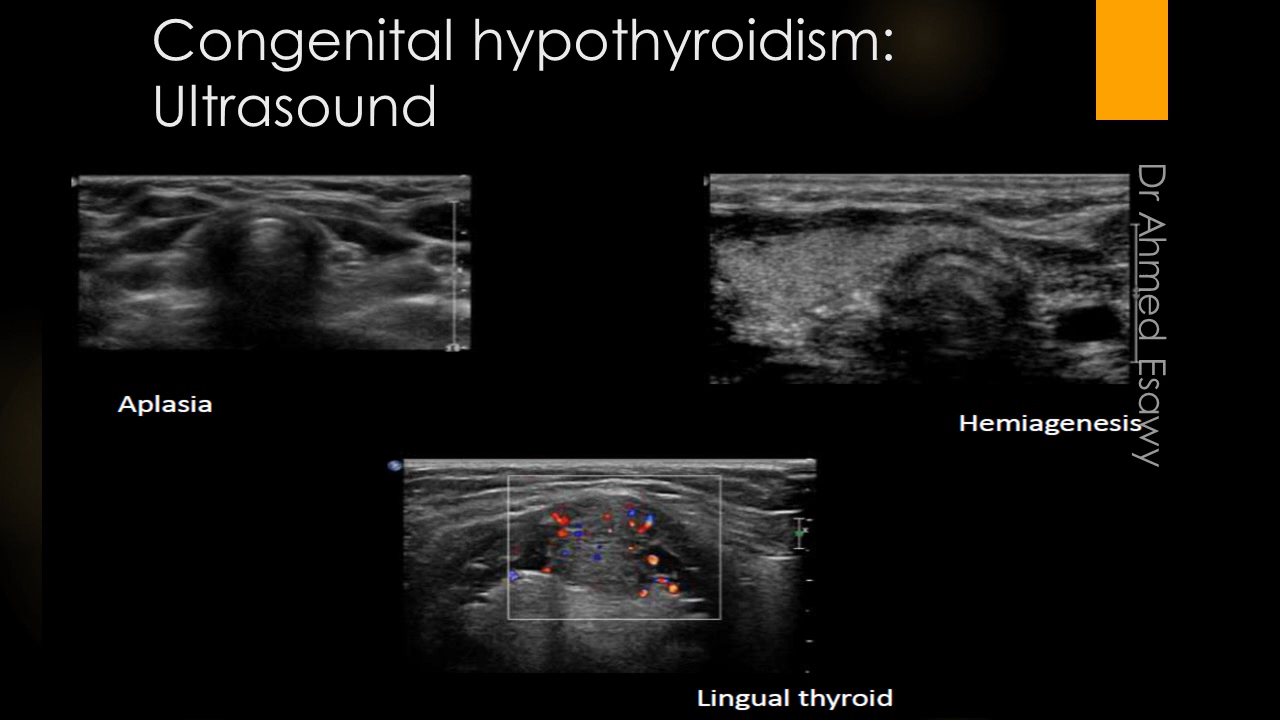 Congenital hypothyroidism:
Ultrasound
Dr Ahmed Esawy
Aplasia
Hemiagenesis
Lingual thyroid